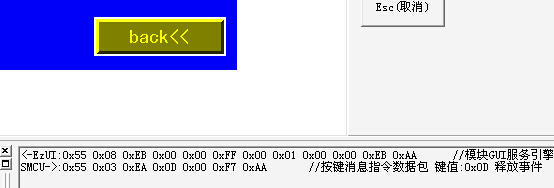 Esc(取消)
back<<
<-EzUI:0x55 0x08 0xEB 0x00 0x00 0xFF 0x00 0x01 0x00 0x00 0xEB 0xAA //模块GUI服务引擎
SMCU->:0x55 0x03 0xEA 0x0D 0x00 0xF7 0xAA //按键消息指令数据包 键值:0x0D 释放事件